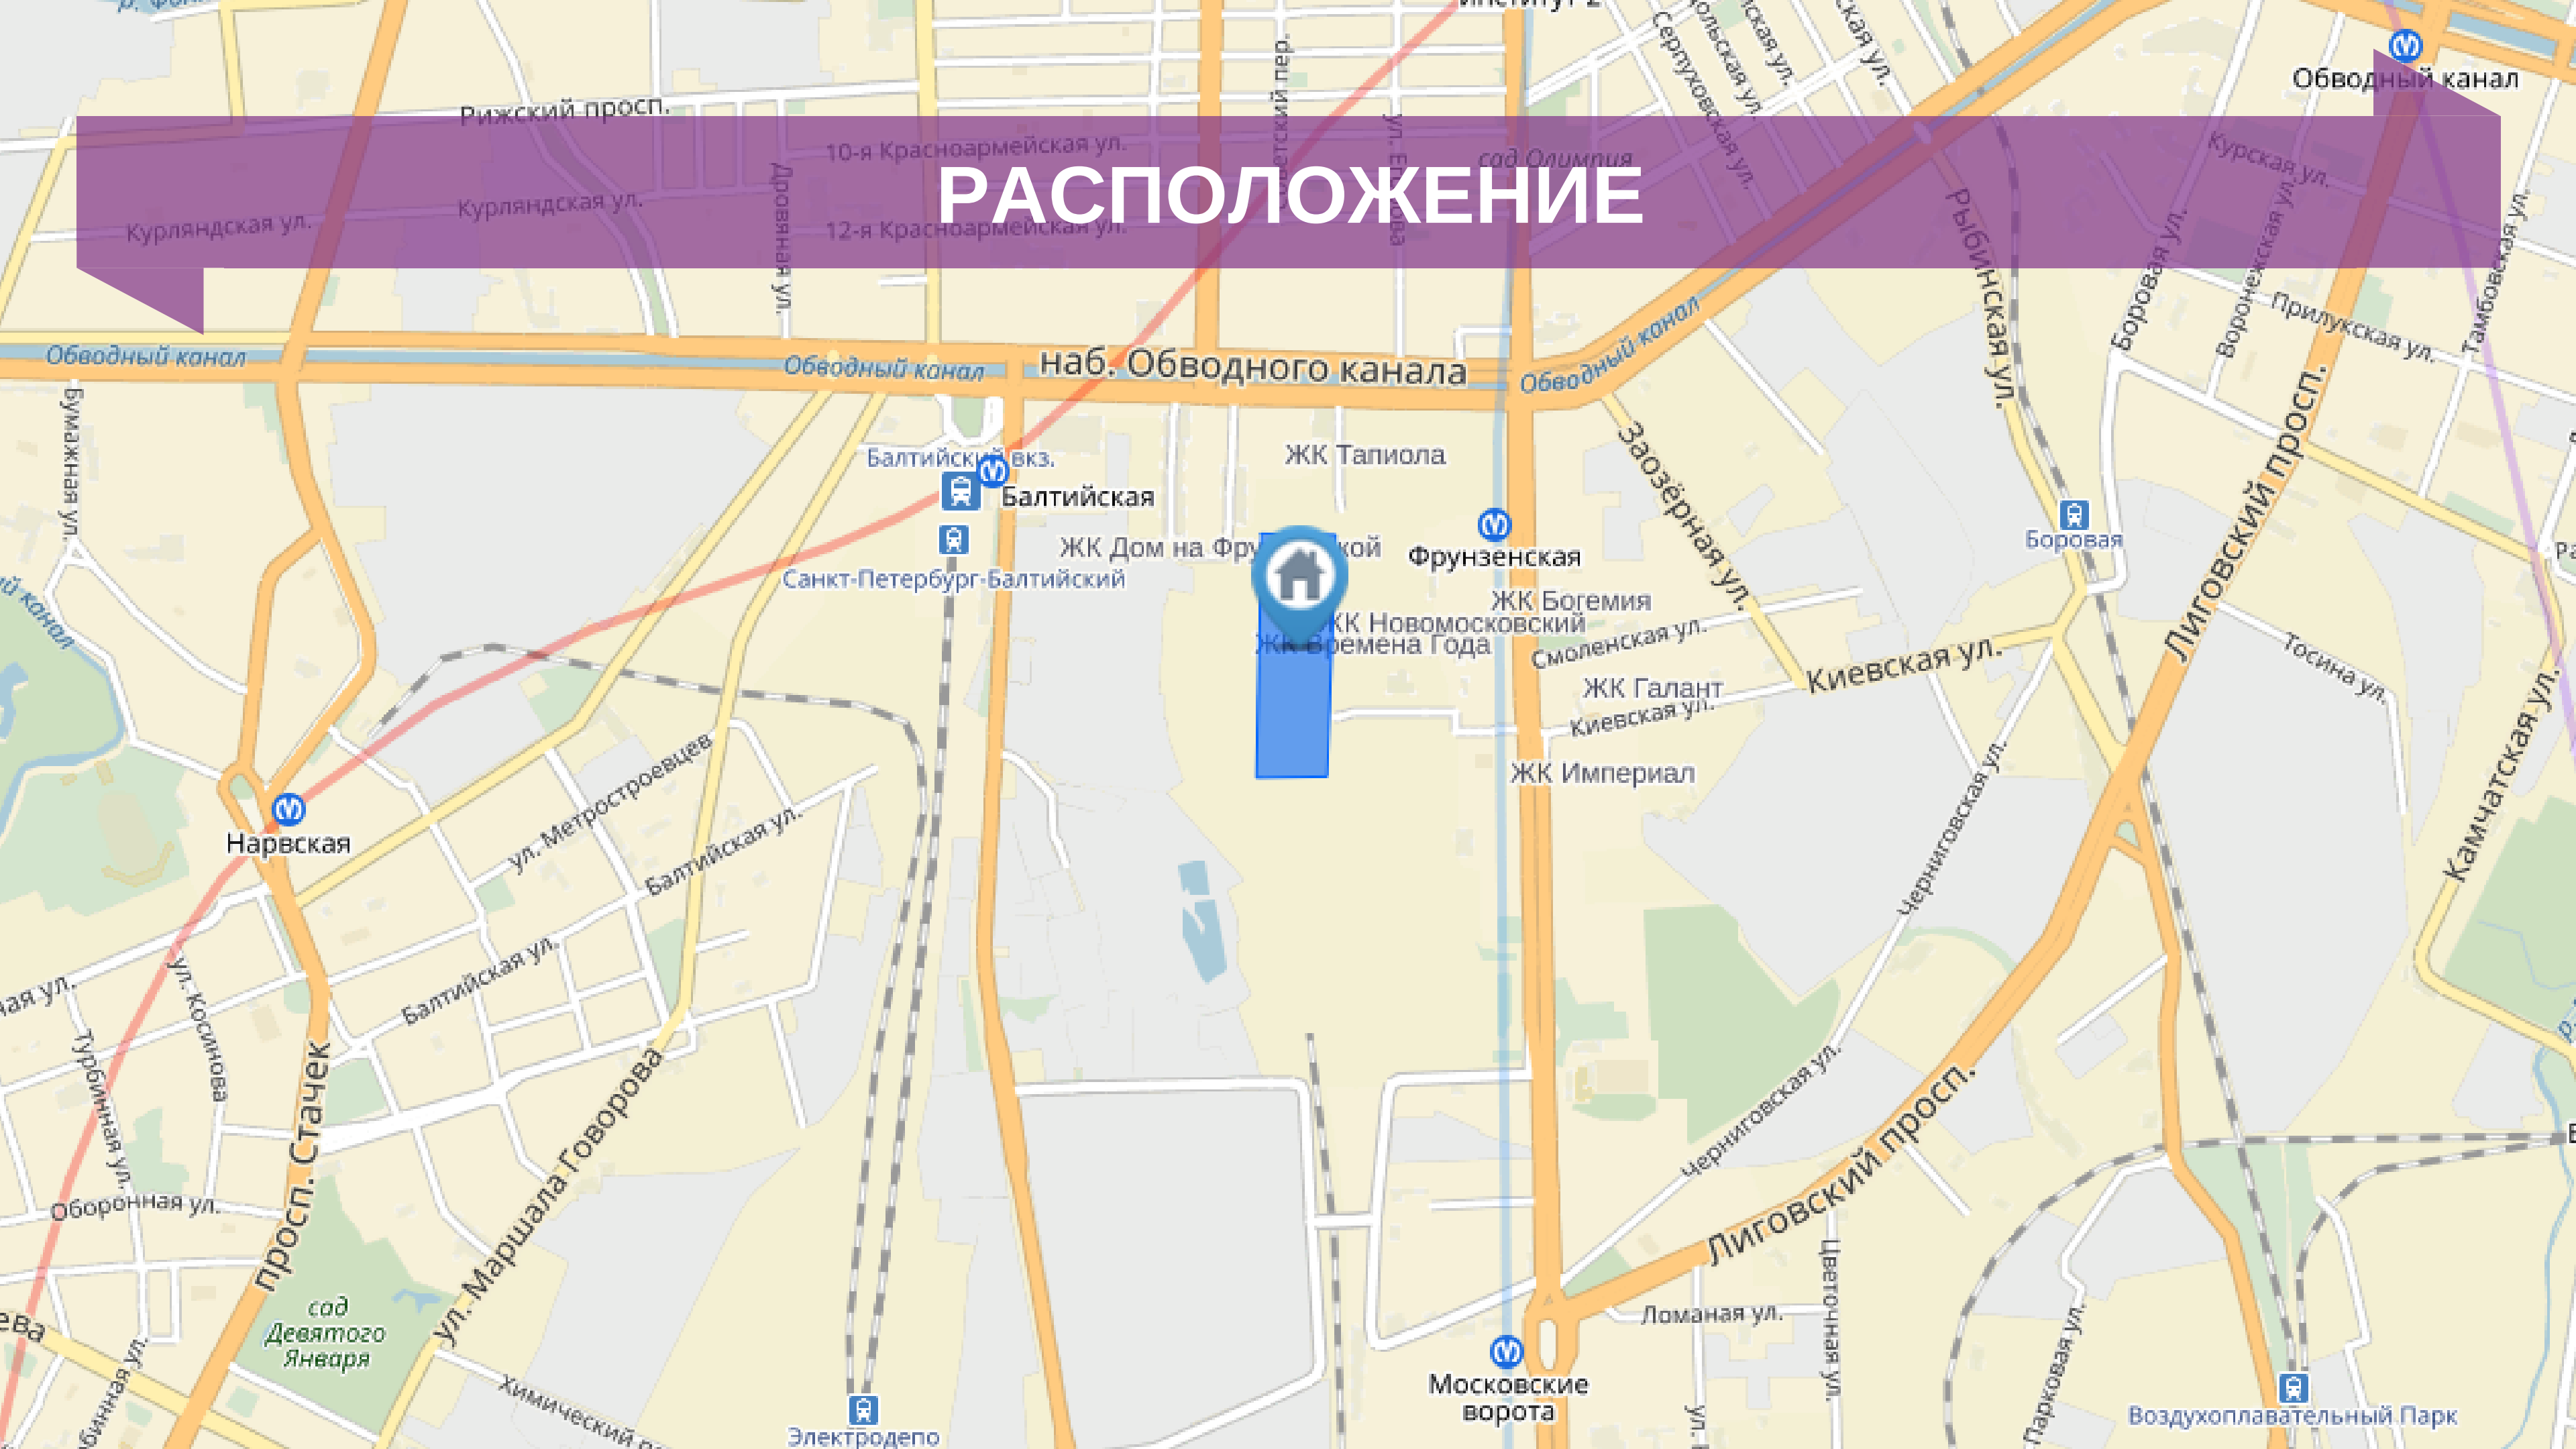 Обводный канал
Рижский просп.
10-я Красноармейская ул.
сад Олимпия
Серпуховская ул.
Курская ул.
РАСПОЛОЖЕНИЕ
Курляндская ул.
Курляндская ул.
12-я Красноармейская ул.
Дровяная ул.
Рыбинская ул.
Боровая ул.
Воронежская ул.
Тамбовская ул.
Прилукская ул.
Обводный канал
Обводный канал
наб. Обводного канала
Обводный канал
Бумажная ул.
Балтийский вкз.
Балтийская
ЖК Тапиола
Заозёрная ул.
Лиговский просп.
ЖК Дом на
Фрунзенская
Боровая
Санкт-Петербург-Балтийский
ЖК Богемия
ЖК Новомосковский
ЖК Времена Года
Смоленская ул.
Киевская ул.
Тосина ул.
ЖК Галант
Киевская ул.
ЖК Империал
канал
ул. Метростроевцев
Нарвская
Балтийская ул.
Черниговская ул.
Камчатская ул.
Балтийская ул.
ул. Косинова
Турбинная ул.
просп. Стачек
ул. Маршала Говорова
Оборонная ул.
Черниговская ул.
Лиговский просп.
сад
Девятого
Января
Ломаная ул.
Цветочная ул.
Парковая ул.
Московские
ворота
Химический
Электродепо
Воздухоплавательный Парк